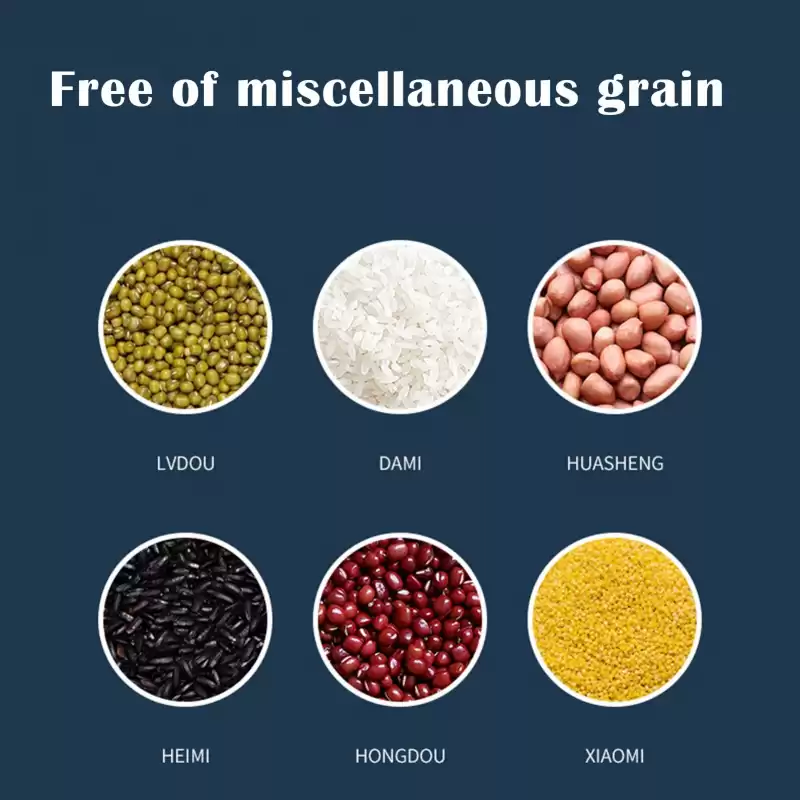 Free of miscellaneous grain
LVDOU
DAMI
HUASHENG
HEIMI
HONGDOU
XIAOMI